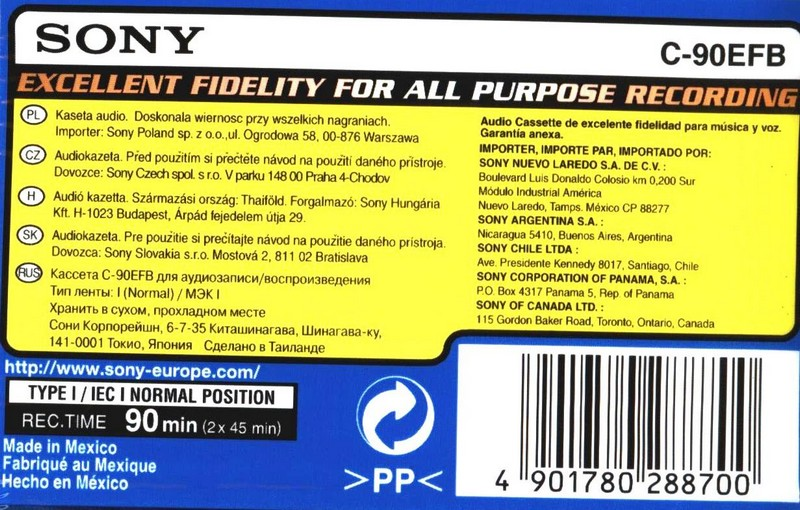 SONY
C-90EFB
EXCELLENT FIDELITY FOR ALL PURPOSE RECORDING
PL Kaseta audio. Doskonala wiernosc przy wszelkich nagraniach.
Importer: Sony Poland sp. z o.o.,ul. Ogrodowa 58, 00-876 Warszawa
CZ Audiokazeta. Před použitím si prečtěte návod na použití daného přístroje.
Dovozce: Sony Czech spol. s r.o. V parku 148 00 Praha 4-Chodov
H Audió kazetta. Származási ország: Thaiföld. Forgalmazó: Sony Hungária
Kft. H-1023 Budapest, Árpád fejedelem útja 29.
SK Audiokazeta. Pre použitie si prečítajte návod na použitie daného prístroja.
Dovozca: Sony Slovakia s.r.o. Mostová 2, 811 02 Bratislava
RUS Кассета C-90EFB для аудиозаписи/воспроизведения
Тип ленты: I (Normal) / МЭК I
Хранить в сухом, прохладном месте
Сони Корпорейшн, 6-7-35 Киташинагава, Шинагава-ку,
141-0001 Токио, Япония Сделано в Таиланде
Audio Cassette de excelente fidelidad para música y voz.
Garantía anexa.
IMPORTER, IMPORTE PAR, IMPORTADO POR:
SONY NUEVO LAREDO S.A. DE C.V. :
Boulevard Luis Donaldo Colosio km 0,200 Sur
Módulo Industrial América
Nuevo Laredo, Tamps. México CP 88277
SONY ARGENTINA S.A. :
Nicaragua 5410, Buenos Aires, Argentina
SONY CHILE LTDA :
Ave. Presidente Kennedy 8017, Santiago, Chile
SONY CORPORATION OF PANAMA, S.A. :
P.O. Box 4317 Panama 5, Rep. of Panama
SONY OF CANADA LTD. :
115 Gordon Baker Road, Toronto, Ontario, Canada
http://www.sony-europe.com/
TYPE I / IEC I NORMAL POSITION
REC.TIME 90 min (2 x 45 min)
Made in Mexico
Fabriqué au Mexique
Hecho en México
>PP<
4 901780 288700